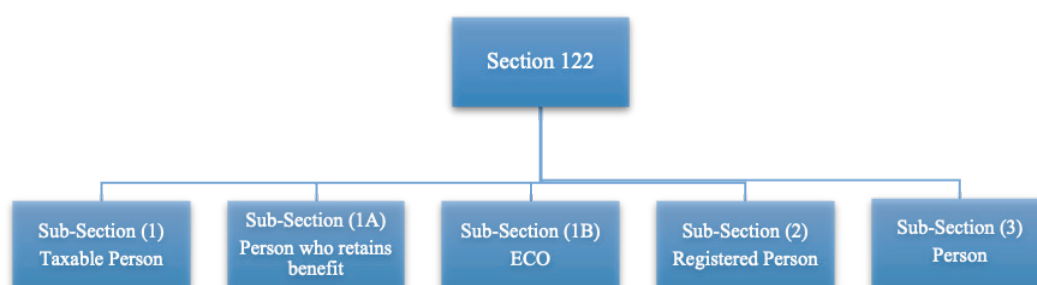 Section 122
Sub-Section (1)
Taxable Person
Sub-Section (1A)
Person who retains
benefit
Sub-Section (1B)
ECO
Sub-Section (2)
Registered Person
Sub-Section (3)
Person